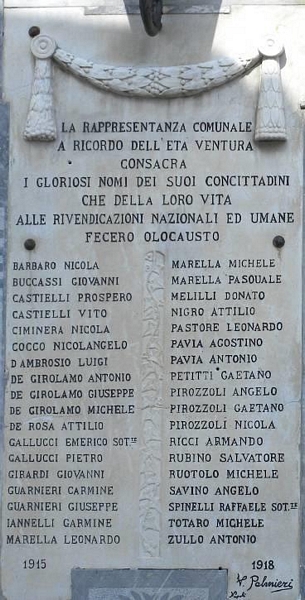 LA RAPPRESENTANZA COMUNALE
A RICORDO DELL'ETA VENTURA
CONSACRA
I GLORIOSI NOMI DEI SUOI CONCITTADINI
CHE DELLA LORO VITA
ALLE RIVENDICAZIONI NAZIONALI ED UMANE
FECERO OLOCAUSTO
BARBARO NICOLA
BUCCASSI GIOVANNI
CASTIELLI PROSPERO
CASTIELLI VITO
CIMINERA NICOLA
COCCO NICOLANGELO
D'AMBROSIO LUIGI
DE GIROLAMO ANTONIO
DE GIROLAMO GIUSEPPE
DE GIROLAMO MICHELE
DE ROSA ATTILIO
GALLUCCI EMERICO SOT.TE
GALLUCCI PIETRO
GIRARDI GIOVANNI
GUARNIERI CARMINE
GUARNIERI GIUSEPPE
IANNELLI CARMINE
MARELLA LEONARDO
MARELLA MICHELE
MARELLA PASQUALE
MELILLI DONATO
NIGRO ATTILIO
PASTORE LEONARDO
PAVIA AGOSTINO
PAVIA ANTONIO
PETITTI GAETANO
PIROZZOLI ANGELO
PIROZZOLI GAETANO
PIROZZOLI NICOLA
RICCI ARMANDO
RUBINO SALVATORE
RUOTOLO MICHELE
SAVINO ANGELO
SPINELLI RAFFAELE SOT.TE
TOTARO MICHELE
ZULLO ANTONIO
1915 1918
V. Palmieri